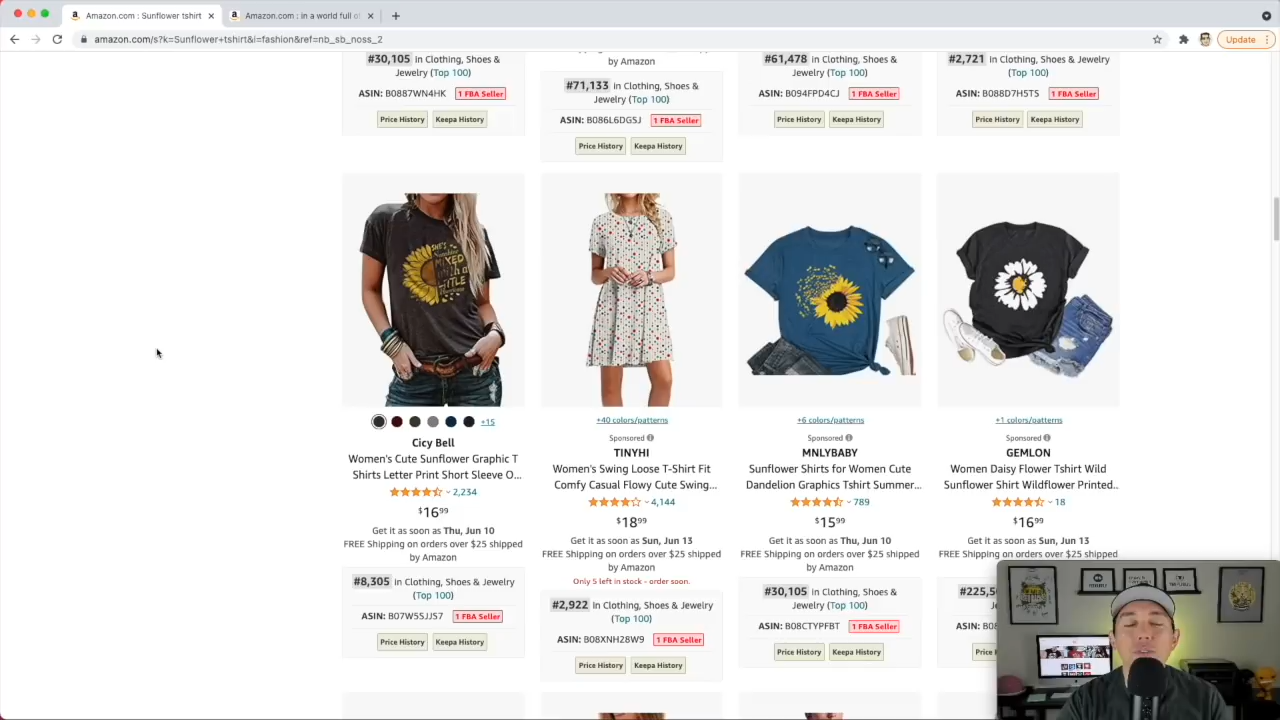 Amazon.com : Sunflower tshirt
Amazon.com : in a world full o
amazon.com/s?k=Sunflower+tshirt&i=fashion&ref=nb_sb_noss_2
Update
#30,105 in Clothing, Shoes &
Jewelry (Top 100)
ASIN: B0887WN4HK 1 FBA Seller
Price History Keepa History
by Amazon
#71,133 in Clothing, Shoes &
Jewelry (Top 100)
ASIN: B086L6DG5J 1 FBA Seller
Price History Keepa History
#61,478 in Clothing, Shoes &
Jewelry (Top 100)
ASIN: B094FPD4CJ 1 FBA Seller
Price History Keepa History
#2,721 in Clothing, Shoes &
Jewelry (Top 100)
ASIN: B088D7H5TS 1 FBA Seller
Price History Keepa History
SHE'S
Sunshine
MIXED
with a
LITTLE
+15
Cicy Bell
Women's Cute Sunflower Graphic T
Shirts Letter Print Short Sleeve O...
2,234
$16.99
Get it as soon as Thu, Jun 10
FREE Shipping on orders over $25 shipped
by Amazon
#8,305 in Clothing, Shoes & Jewelry
(Top 100)
ASIN: B07W5SJJS7 1 FBA Seller
Price History Keepa History
+40 colors/patterns
Sponsored
TINYHI
Women's Swing Loose T-Shirt Fit
Comfy Casual Flowy Cute Swing...
4,144
$18.99
Get it as soon as Sun, Jun 13
FREE Shipping on orders over $25 shipped
by Amazon
Only 5 left in stock - order soon.
#2,922 in Clothing, Shoes & Jewelry
(Top 100)
ASIN: B08XNHZ8W9 1 FBA Seller
Price History Keepa History
+6 colors/patterns
Sponsored
MNLYBABY
Sunflower Shirts for Women Cute
Dandelion Graphics Tshirt Summer...
789
$15.99
Get it as soon as Thu, Jun 10
FREE Shipping on orders over $25 shipped
by Amazon
#30,105 in Clothing, Shoes &
Jewelry (Top 100)
ASIN: B08CTYPFBT 1 FBA Seller
Price History Keepa History
+1 colors/patterns
Sponsored
GEMLON
Women Daisy Flower Tshirt Wild
Sunflower Shirt Wildflower Printed...
18
$16.99
Get it as soon as Sun, Jun 13
FREE Shipping on orders over $25 shipped
#225,5
Je
ASIN: B08
Price H